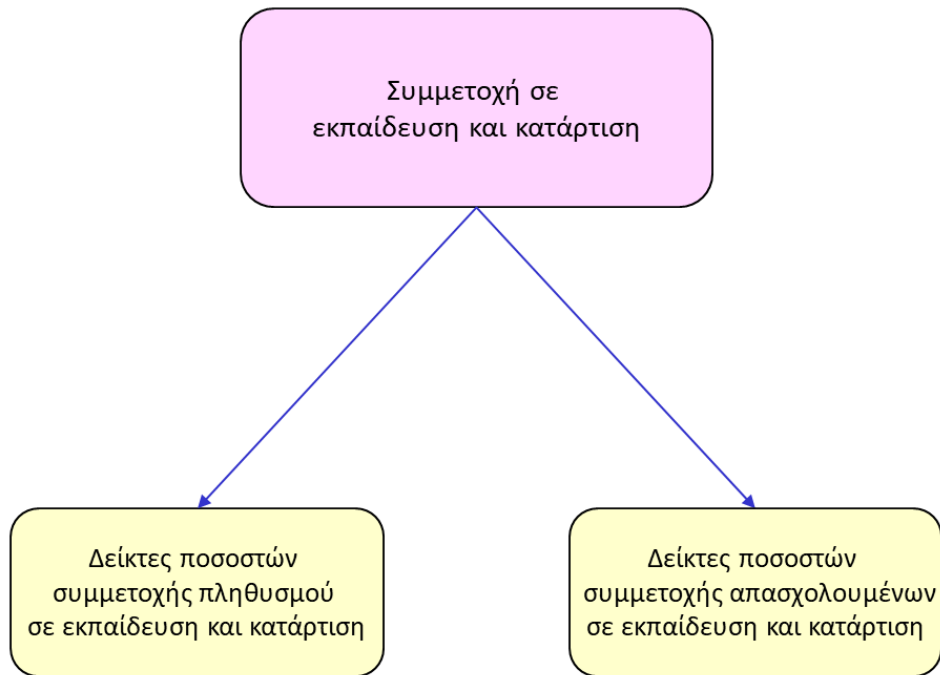 Συμμετοχή σε
εκπαίδευση και κατάρτιση
Δείκτες ποσοστών
συμμετοχής πληθυσμού
σε εκπαίδευση και κατάρτιση
Δείκτες ποσοστών
συμμετοχής απασχολουμένων
σε εκπαίδευση και κατάρτιση